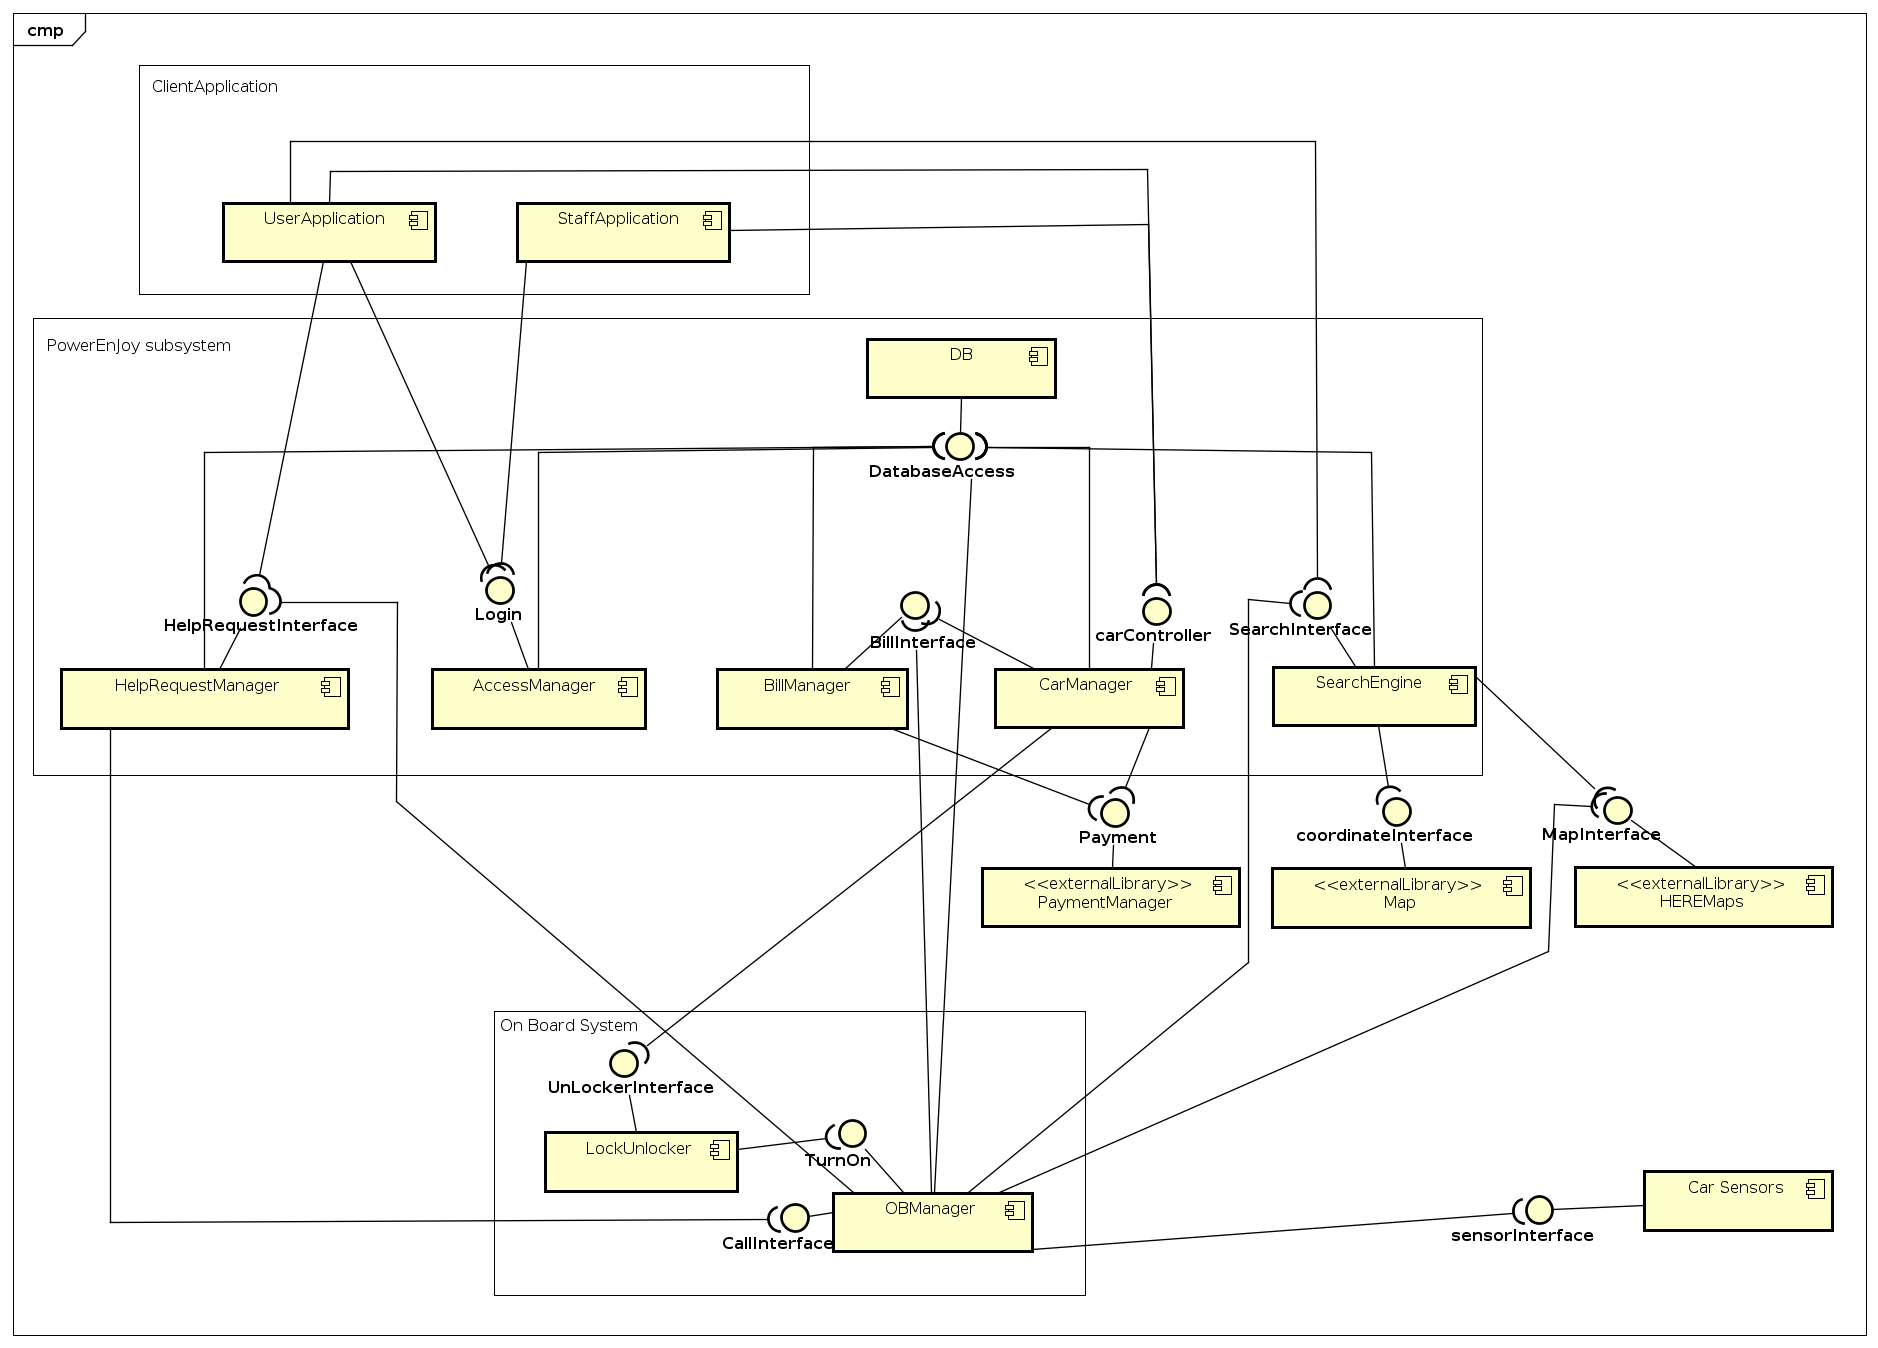 cmp
ClientApplication
UserApplication
StaffApplication
PowerEnJoy subsystem
DB
DatabaseAccess
HelpRequestInterface
Login
BillInterface
carController
SearchInterface
HelpRequestManager
AccessManager
BillManager
CarManager
SearchEngine
Payment
coordinateInterface
MapInterface
<<externalLibrary>>
PaymentManager
<<externalLibrary>>
Map
<<externalLibrary>>
HEREMaps
On Board System
UnLockerInterface
LockUnlocker
TurnOn
OBManager
CallInterface
Car Sensors
sensorInterface